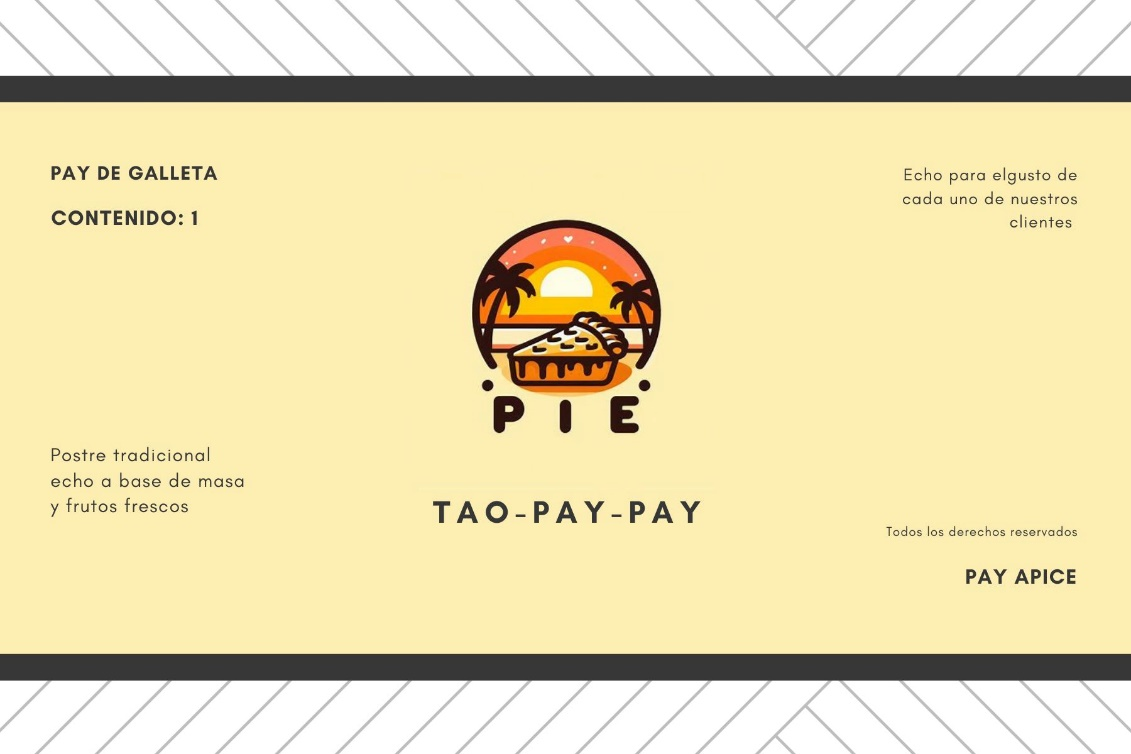 PAY DE GALLETA
CONTENIDO: 1
Echo para elgusto de
cada uno de nuestros
clientes
PIE
Postre tradicional
echo a base de masa
y frutos frescos
TAO-PAY-PAY
Todos los derechos reservados
PAY APICE